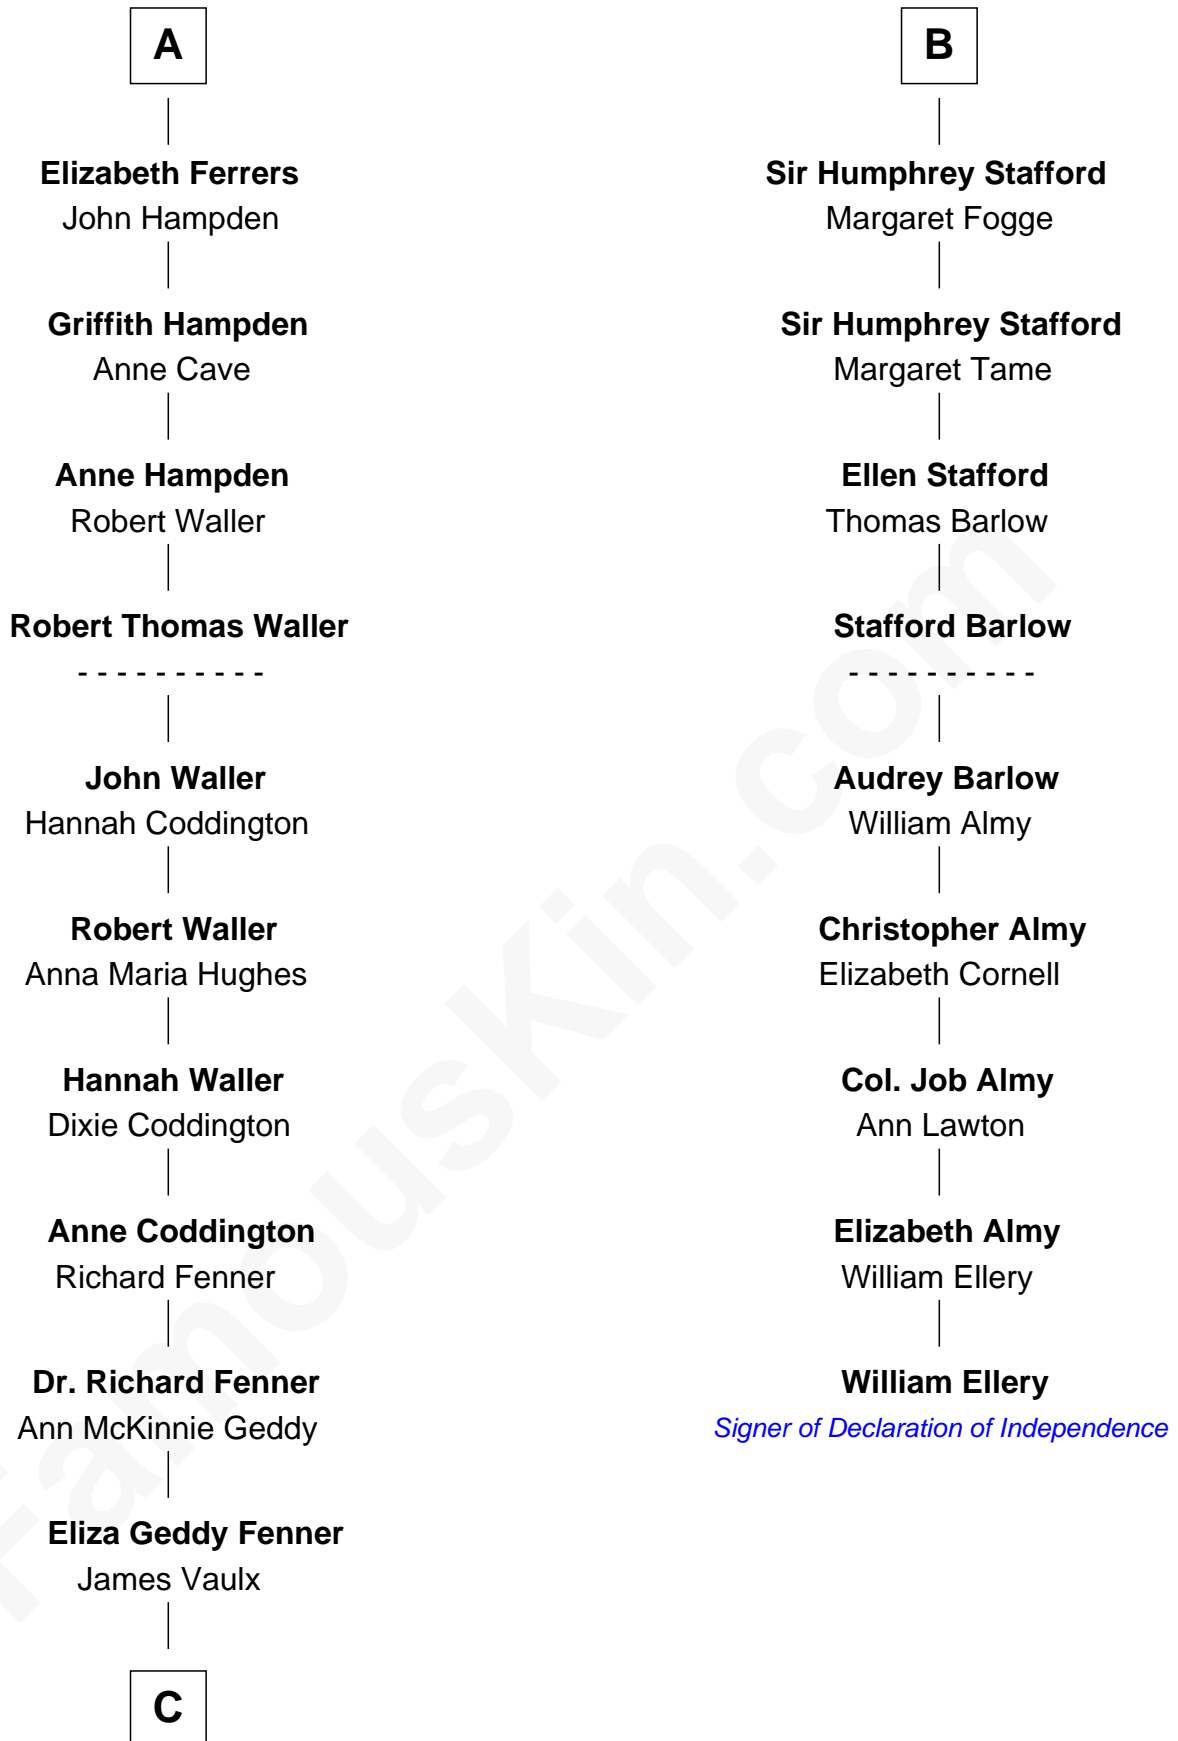 A
Elizabeth Ferrers
John Hampden
Griffith Hampden
Anne Cave
Anne Hampden
Robert Waller
Robert Thomas Waller
- - - - - - - - - -
John Waller
Hannah Coddington
Robert Waller
Anna Maria Hughes
Hannah Waller
Dixie Coddington
Anne Coddington
Richard Fenner
Dr. Richard Fenner
Ann McKinnie Geddy
Eliza Geddy Fenner
James Vaulx
C
B
Sir Humphrey Stafford
Margaret Fogge
Sir Humphrey Stafford
Margaret Tame
Ellen Stafford
Thomas Barlow
Stafford Barlow
- - - - - - - - - -
Audrey Barlow
William Almy
Christopher Almy
Elizabeth Cornell
Col. Job Almy
Ann Lawton
Elizabeth Almy
William Ellery
William Ellery
Signer of Declaration of Independence
FamousKin.com